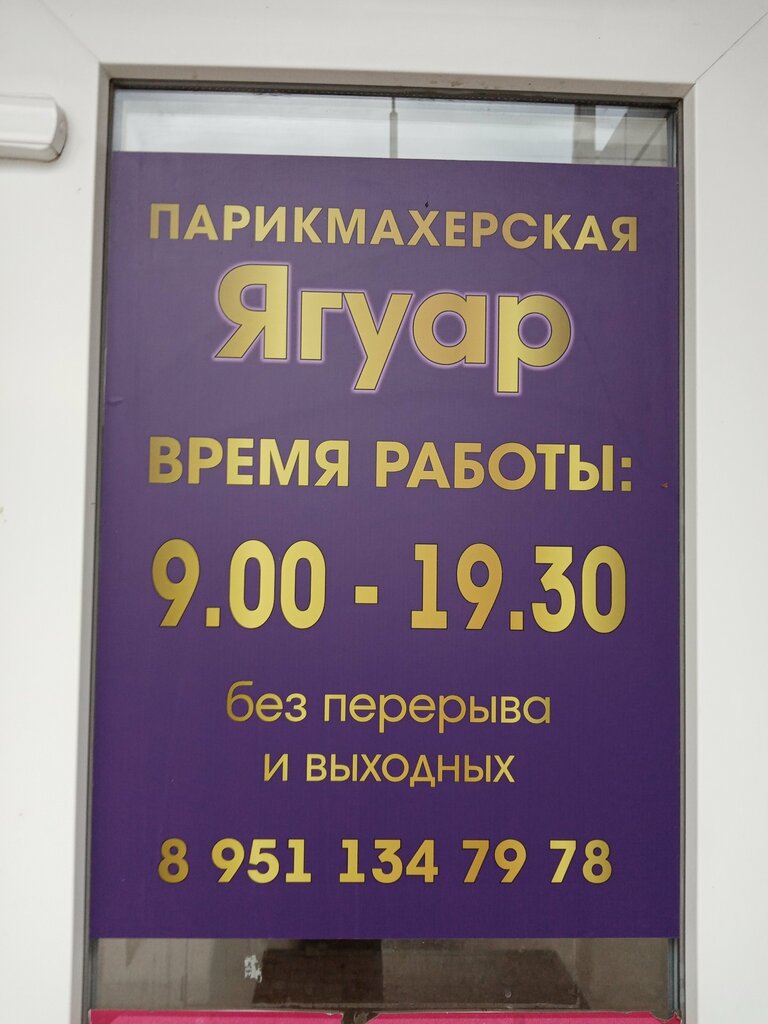 ПАРИКМАХЕРСКАЯ
Ягуар
ВРЕМЯ РАБОТЫ:
9.00 - 19.30
без перерыва
и выходных
8 951 134 79 78